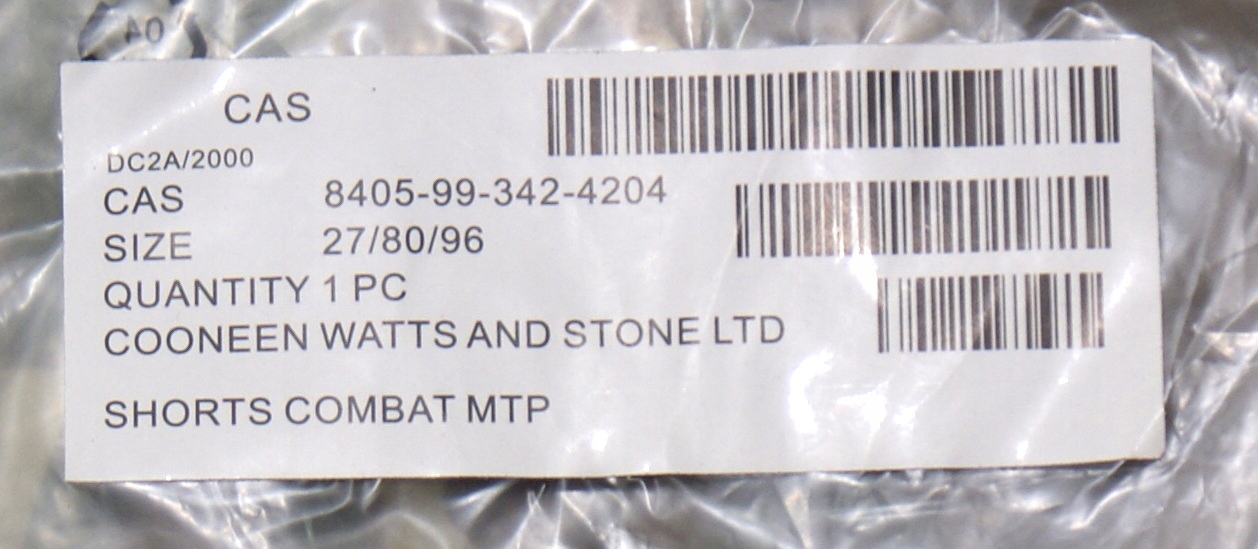 04
CAS
DC2A/2000
CAS 8405-99-342-4204
SIZE 27/80/96
QUANTITY 1 PC
COONEEN WATTS AND STONE LTD
SHORTS COMBAT MTP